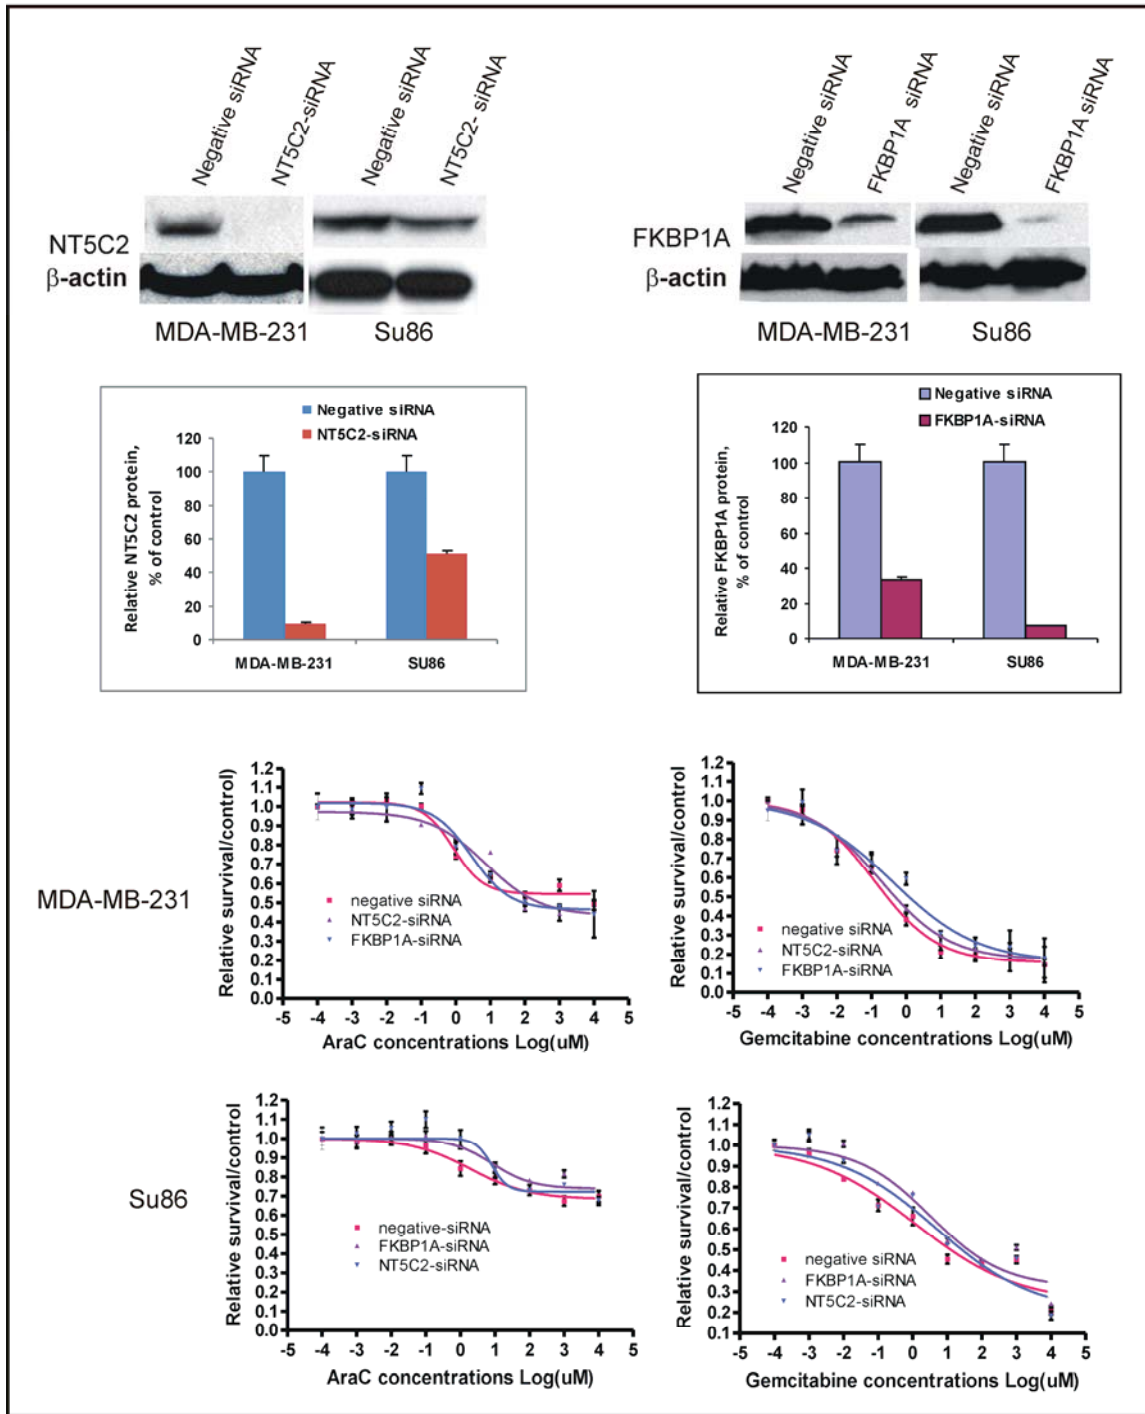 Negative siRNA
NT5C2-siRNA
Negative siRNA
NT5C2- siRNA
NT5C2
β-actin
MDA-MB-231
Su86
Negative siRNA
FKBP1A siRNA
Negative siRNA
FKBP1A siRNA
FKBP1A
β-actin
MDA-MB-231
Su86
Negative siRNA
NT5C2-siRNA
Relative NT5C2 protein,
% of control
120
100
80
60
40
20
0
MDA-MB-231
SU86
Negative siRNA
FKBP1A-siRNA
Relative FKBP1A protein,
% of control
120
100
80
60
40
20
0
MDA-MB-231
SU86
MDA-MB-231
Relative survival/control)
1.2
1.1
1.0
0.9
0.8
0.7
0.6
0.5
0.4
0.3
0.2
0.1
0.0
negative siRNA
NT5C2-siRNA
FKBP1A-siRNA
-5 -4 -3 -2 -1 0 1 2 3 4 5
AraC concentrations Log(uM)
Relative survival/control
1.2
1.1
1.0
0.9
0.8
0.7
0.6
0.5
0.4
0.3
0.2
0.1
0.0
negative siRNA
NT5C2-siRNA
FKBP1A-siRNA
-5 -4 -3 -2 -1 0 1 2 3 4 5
Gemcitabine concentrations Log(uM)
Su86
Relative survival/control
1.2
1.1
1.0
0.9
0.8
0.7
0.6
0.5
0.4
0.3
0.2
0.1
0.0
negative-siRNA
FKBP1A-siRNA
NT5C2-siRNA
-5 -4 -3 -2 -1 0 1 2 3 4 5
AraC concentrations Log(uM)
Relative survival/control
1.2
1.1
1.0
0.9
0.8
0.7
0.6
0.5
0.4
0.3
0.2
0.1
negative siRNA
FKBP1A-siRNA
NT5C2-siRNA
-5 -4 -3 -2 -1 0 1 2 3 4 5
Gemcitabine concentrations Log(uM)